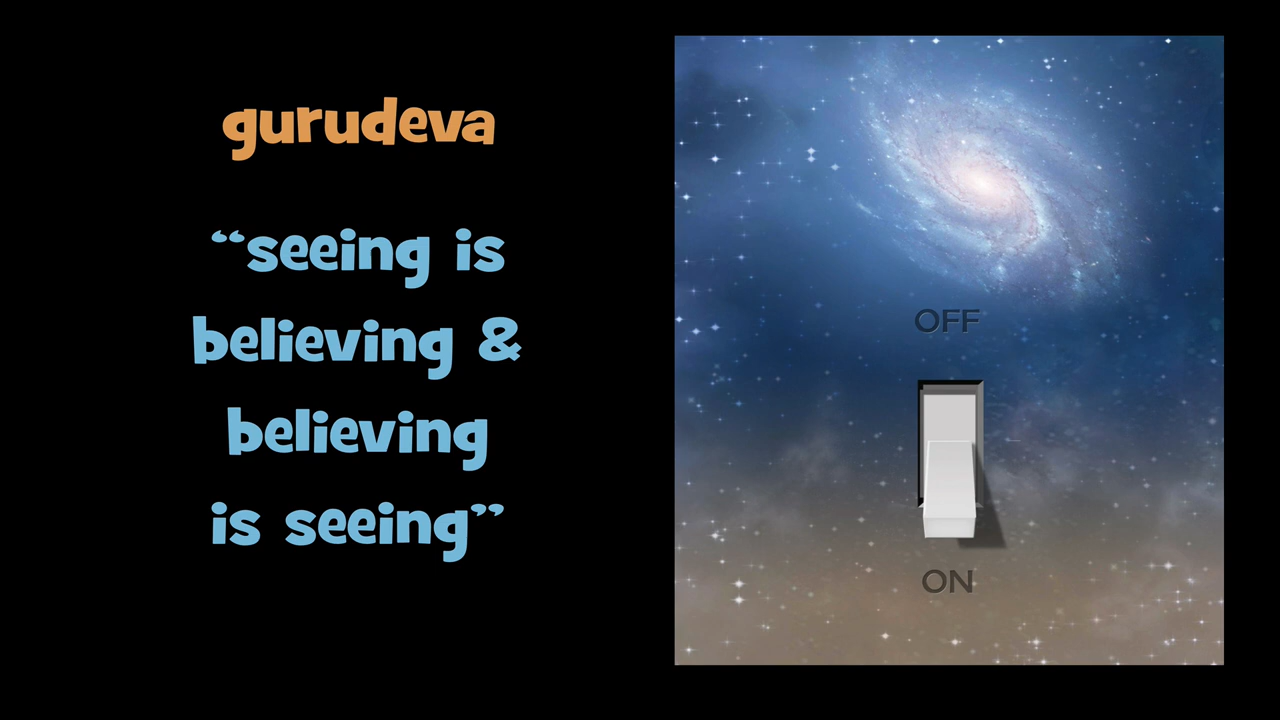 gurudeva
“seeing is
believing &
believing
is seeing”
OFF
ON